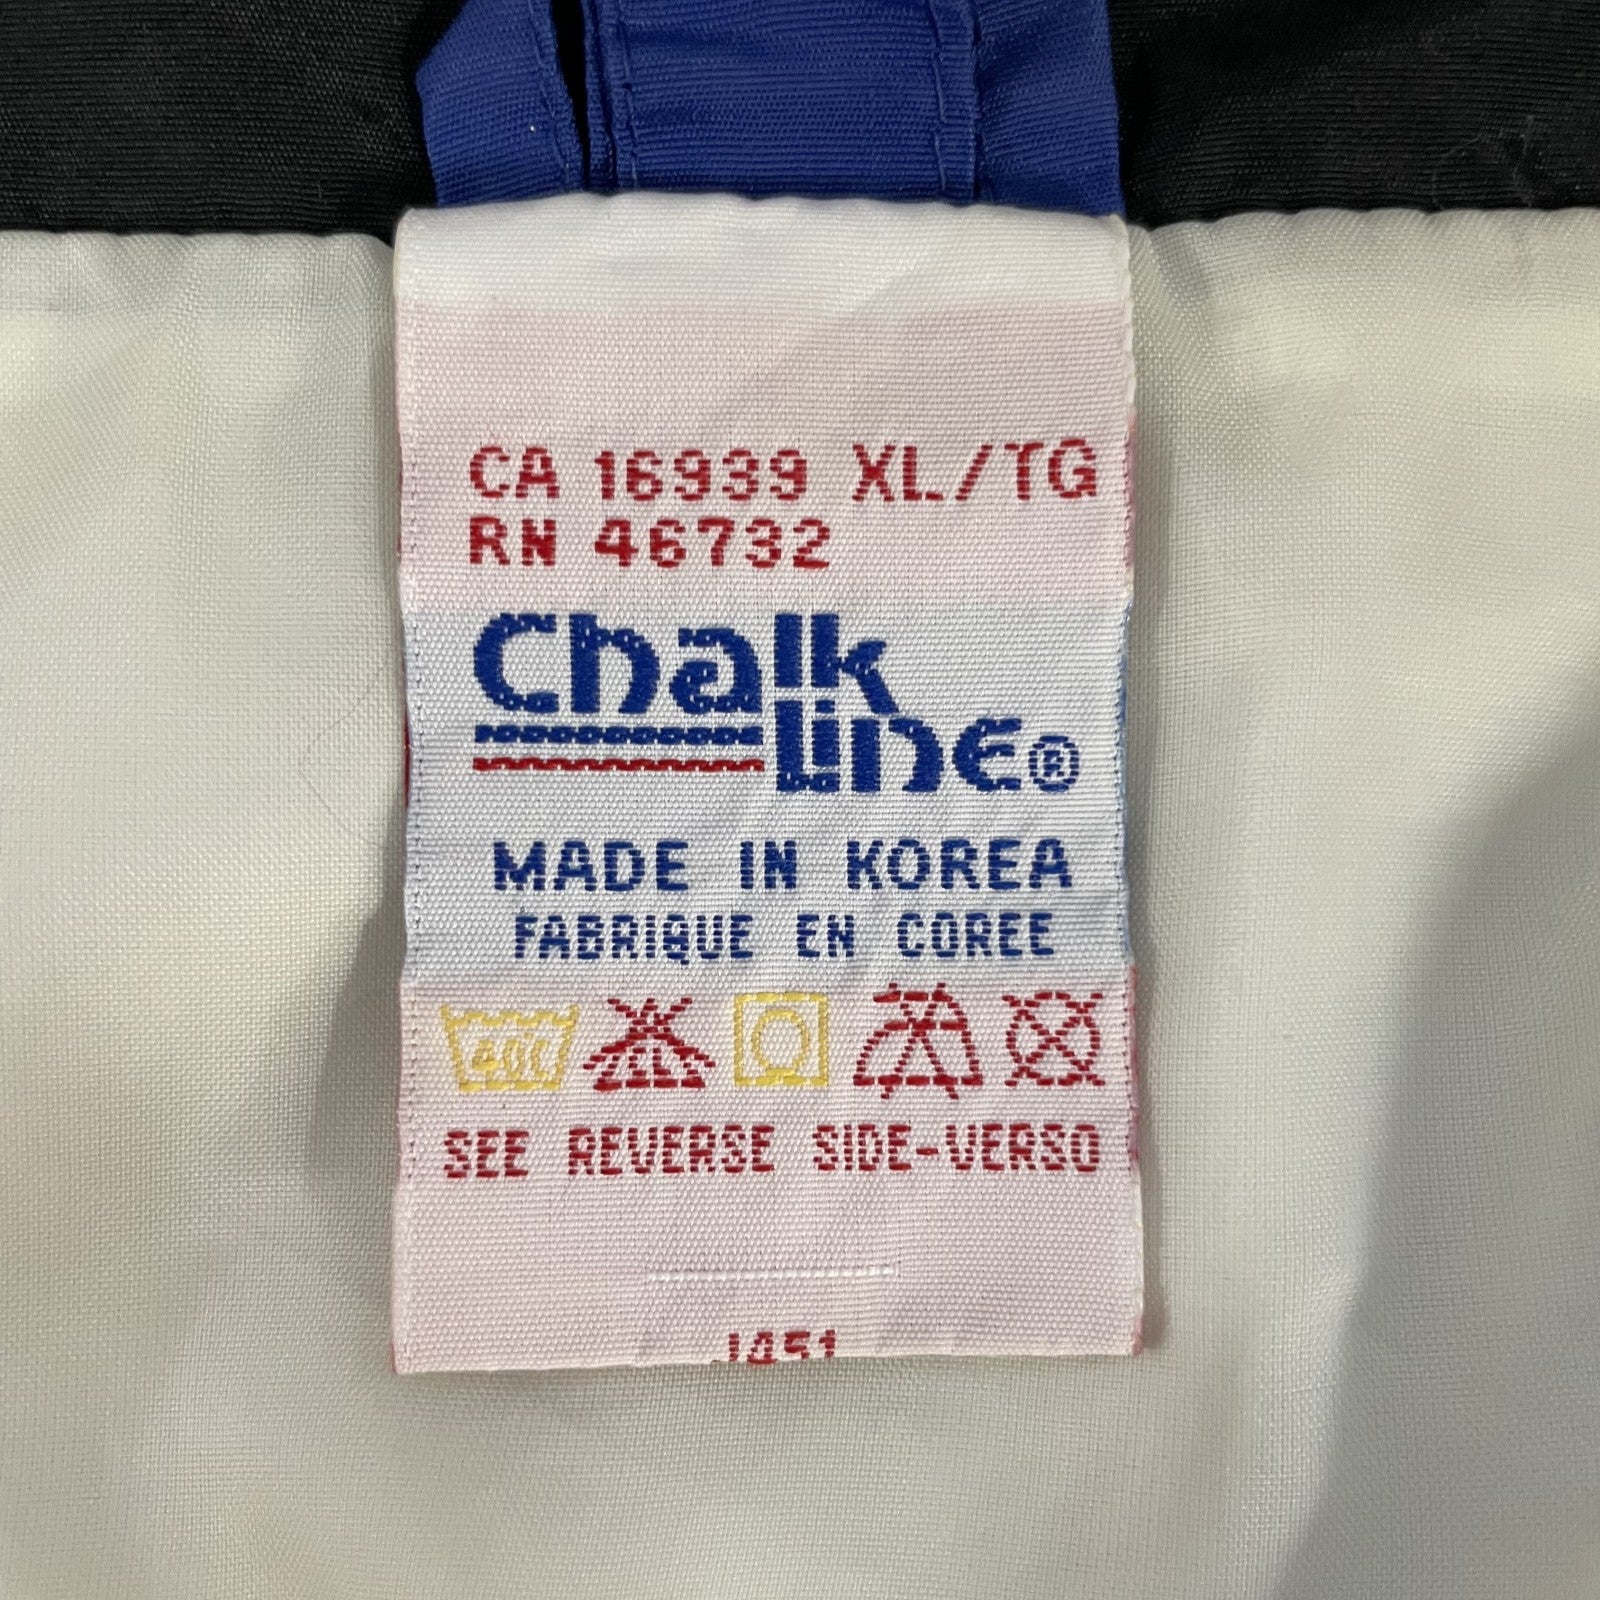 CA 16939 XL/TG
RN 46732
Chalk
Line®
MADE IN KOREA
FABRIQUE EN COREE
40C CL
SEE REVERSE SIDE-VERSO